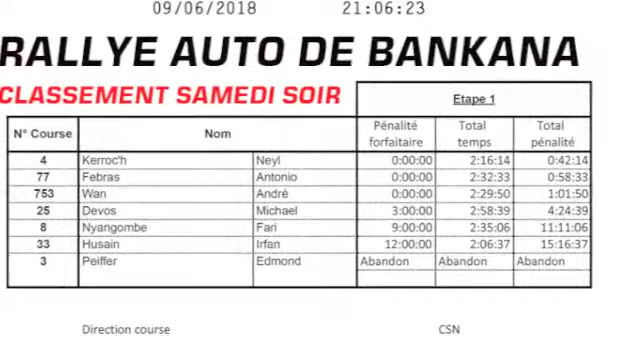 09/06/2018 21:06:23
RALLYE AUTO DE BANKANA
CLASSEMENT SAMEDI SOIR
Etape 1
N° Course Nom Pénalité forfaitaire Total temps Total pénalité
4 Kerroc'h Neyl 0:00:00 2:16:14 0:42:14
77 Febras Antonio 0:00:00 2:32:33 0:58:33
753 Wan André 0:00:00 2:29:50 1:01:50
25 Devos Michael 3:00:00 2:58:39 4:24:39
8 Nyangombe Fari 9:00:00 2:35:06 11:11:06
33 Husain Irfan 12:00:00 2:06:37 15:16:37
3 Peiffer Edmond Abandon Abandon Abandon
Direction course CSN